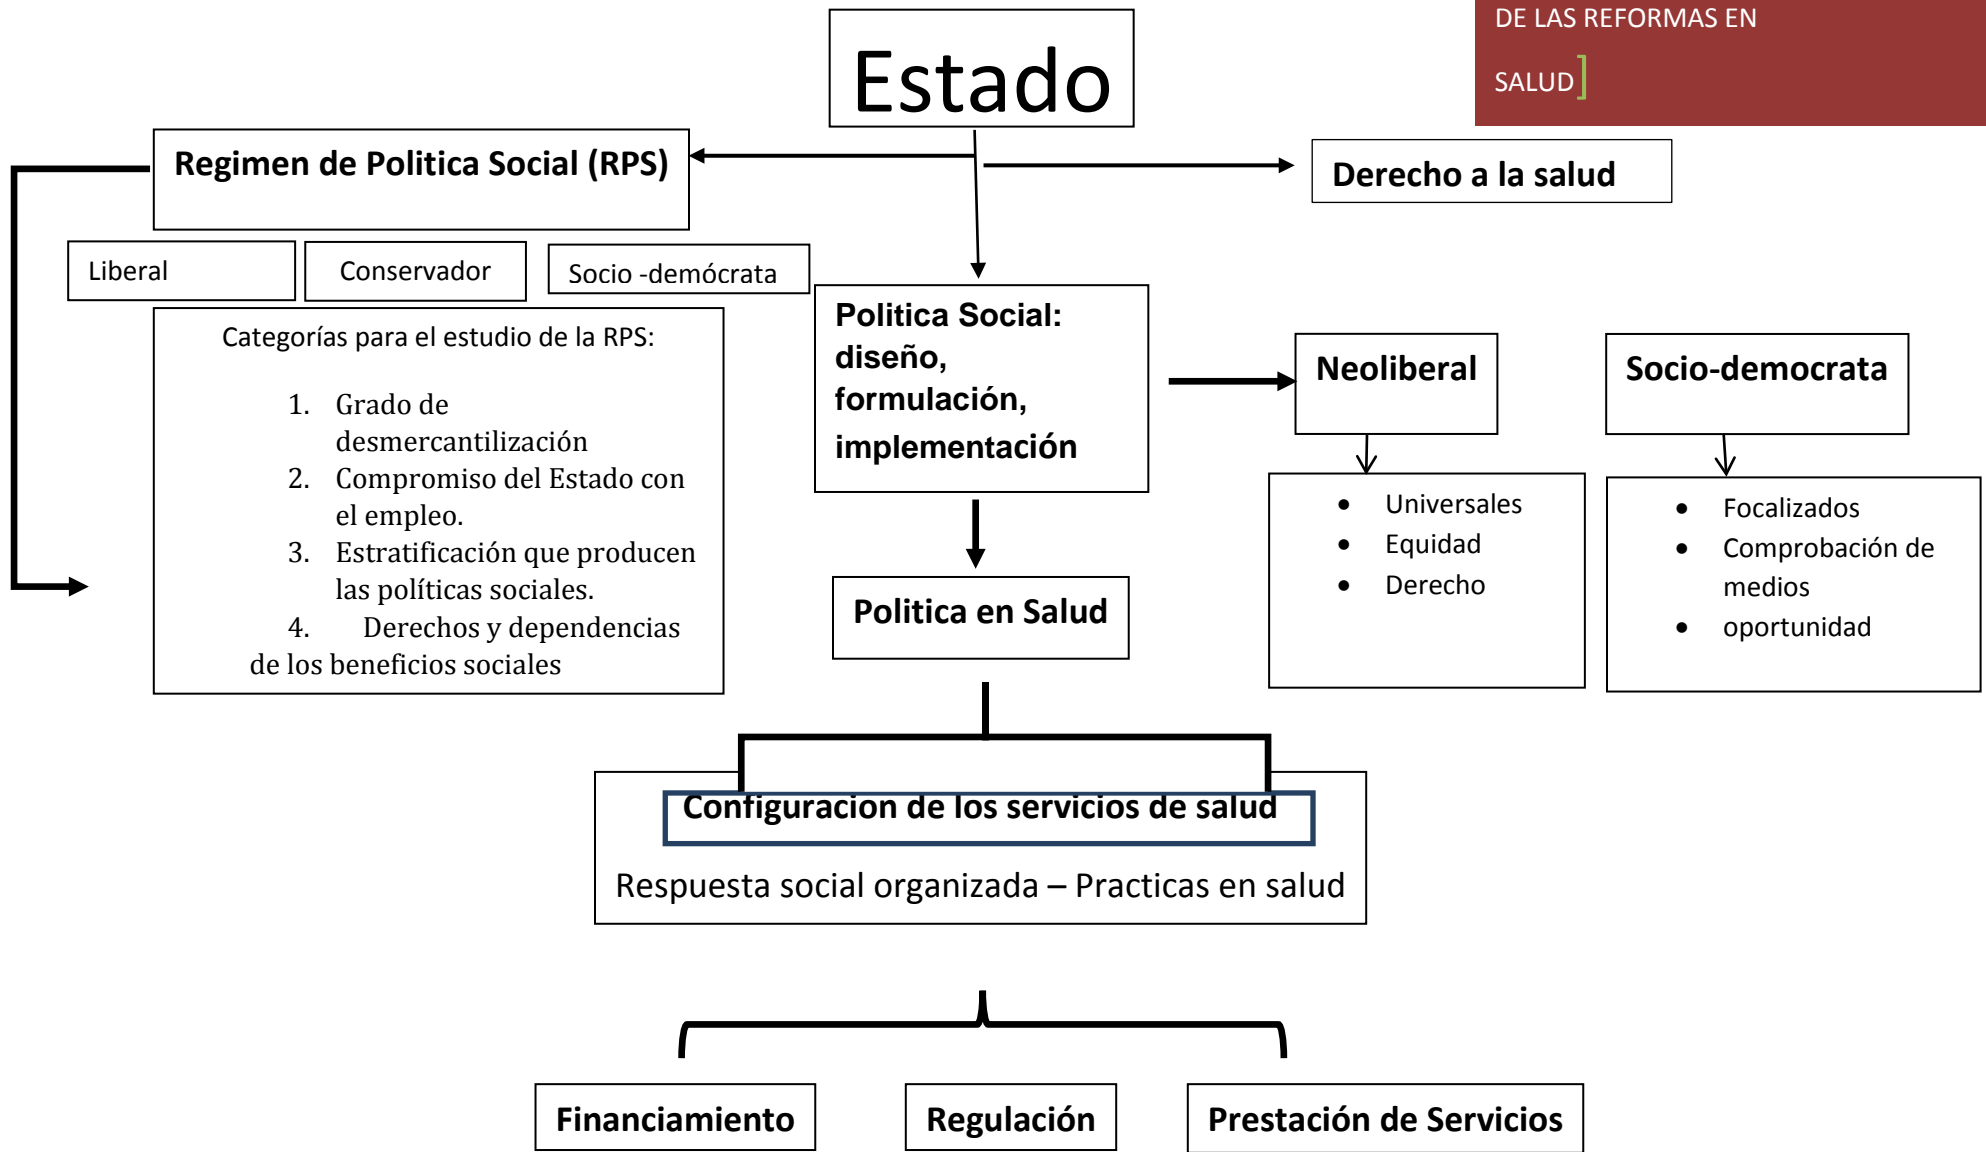 DE LAS REFORMAS EN
SALUD]
Estado
Regimen de Politica Social (RPS)
Derecho a la salud
Liberal
Conservador
Socio -demócrata
Categorías para el estudio de la RPS:
1. Grado de
desmercantilización
2. Compromiso del Estado con
el empleo.
3. Estratificación que producen
las políticas sociales.
4. Derechos y dependencias
de los beneficios sociales
Politica Social:
diseño,
formulación,
implementación
Neoliberal
Socio-democrata
• Universales
• Equidad
• Derecho
• Focalizados
• Comprobación de
medios
• oportunidad
Politica en Salud
Configuracion de los servicios de salud
Respuesta social organizada – Practicas en salud
Financiamiento
Regulación
Prestación de Servicios